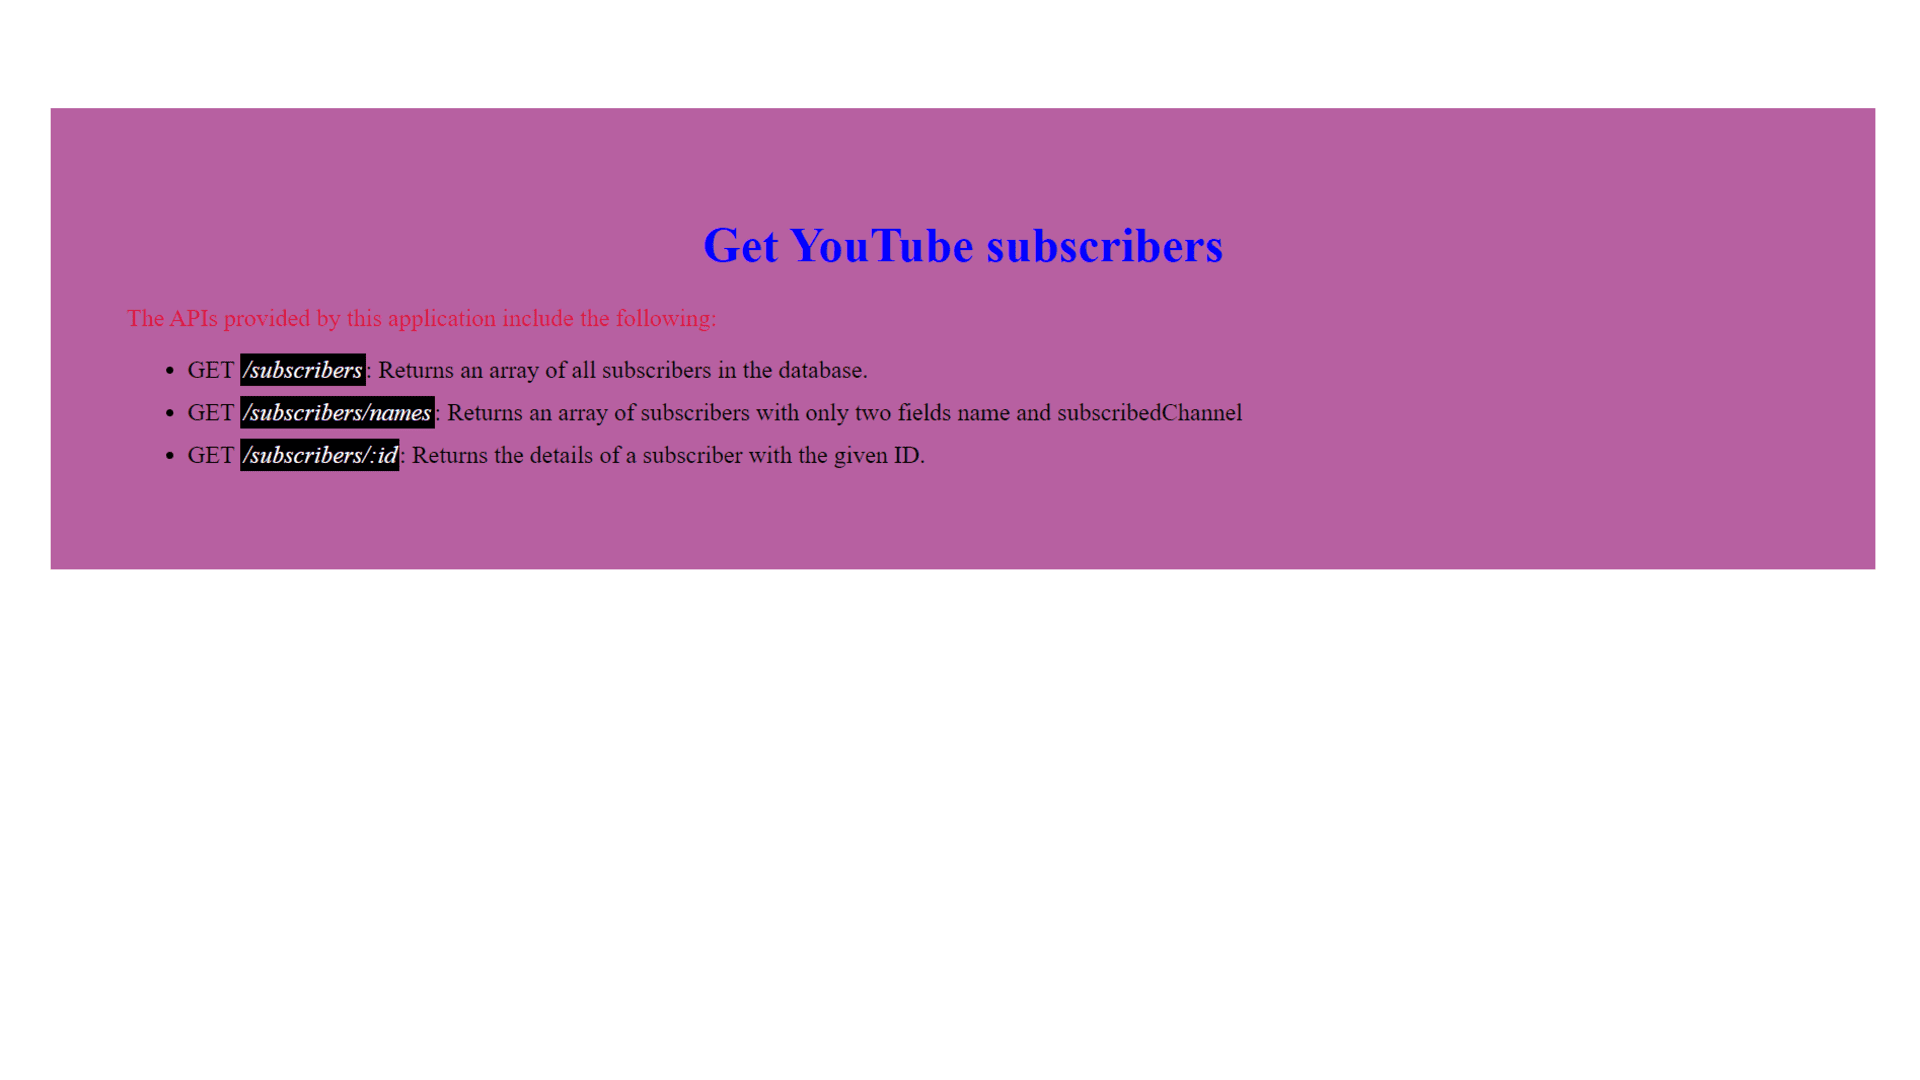 Get YouTube subscribers
The APIs provided by this application include the following:
• GET /subscribers: Returns an array of all subscribers in the database.
• GET /subscribers/names: Returns an array of subscribers with only two fields name and subscribedChannel
• GET /subscribers/:id: Returns the details of a subscriber with the given ID.